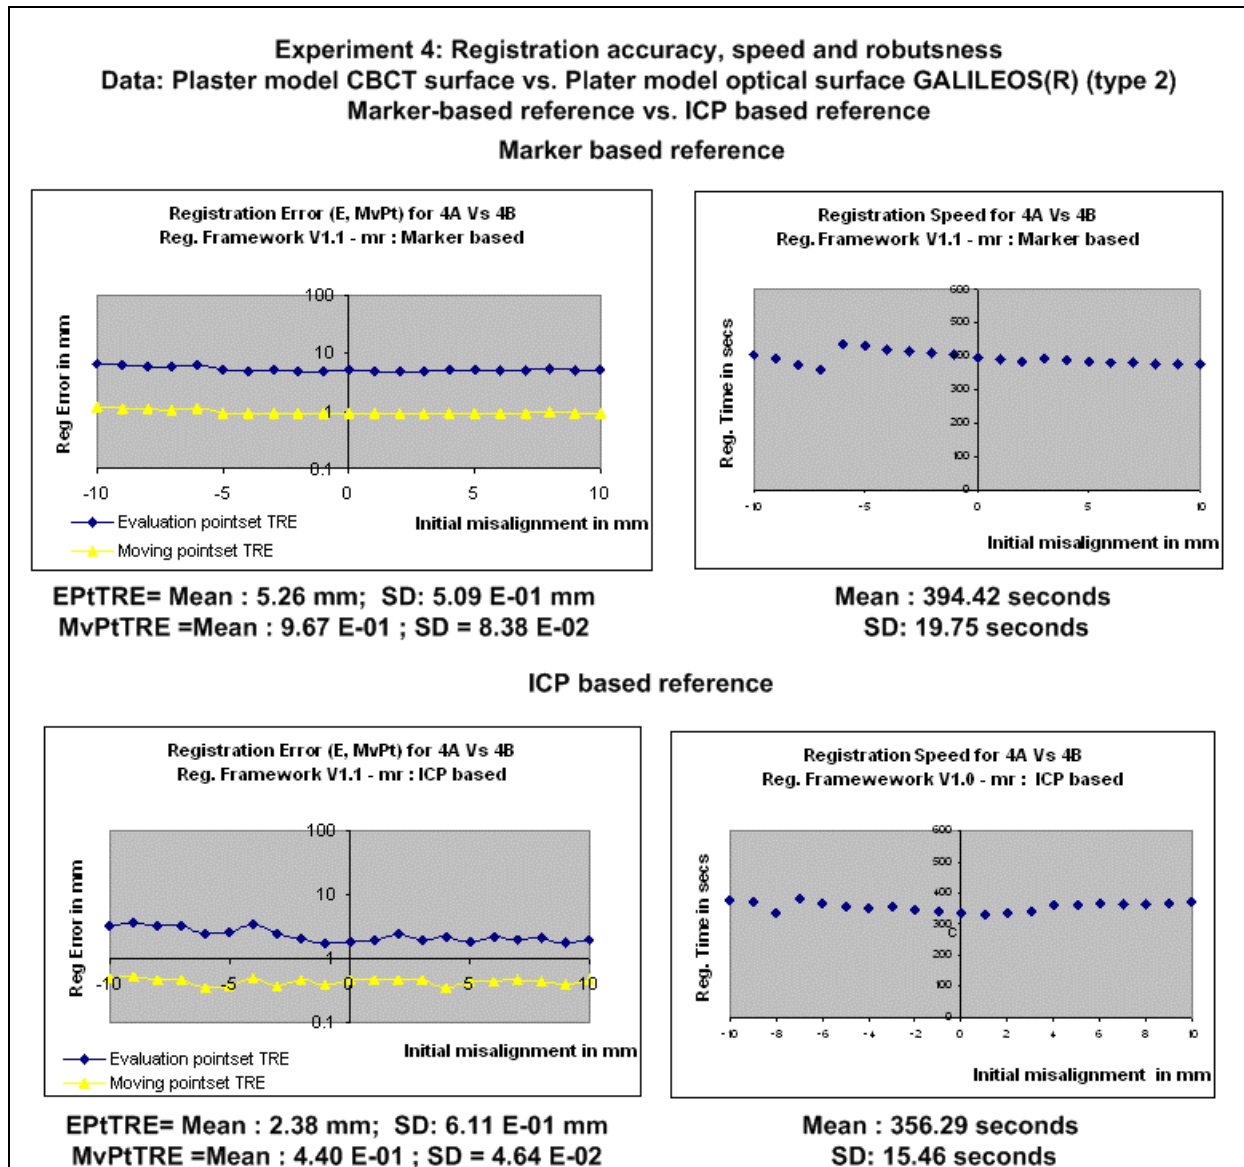 Experiment 4: Registration accuracy, speed and robutsness
Data: Plaster model CBCT surface vs. Plater model optical surface GALILEOS(R) (type 2)
Marker-based reference vs. ICP based reference
Marker based reference
Registration Error (E, MvPt) for 4A Vs 4B
Reg. Framework V1.1 - mr : Marker based
Reg Error in mm
100
10
1
0.1
-10 -5 0 5 10
Initial misalignment in mm
Evaluation pointset TRE
Moving pointset TRE
EPtTRE= Mean : 5.26 mm; SD: 5.09 E-01 mm
MvPtTRE =Mean : 9.67 E-01 ; SD = 8.38 E-02
Registration Speed for 4A Vs 4B
Reg. Framework V1.1 - mr : Marker based
Reg. Time in secs
600
500
400
300
200
100
0
-10 -5 0 5 10
Initial misalignment in mm
Mean : 394.42 seconds
SD: 19.75 seconds
ICP based reference
Registration Error (E, MvPt) for 4A Vs 4B
Reg. Framework V1.1 - mr : ICP based
Reg Error in mm
100
10
1
0.1
-10 -5 0 5 10
Initial misalignment in mm
Evaluation pointset TRE
Moving pointset TRE
EPtTRE= Mean : 2.38 mm; SD: 6.11 E-01 mm
MvPtTRE =Mean : 4.40 E-01 ; SD = 4.64 E-02
Registration Speed for 4A Vs 4B
Reg. Framewework V1.0 - mr : ICP based
Reg. Time in secs
600
500
400
300
C
200
100
0
-10 -8 -6 -4 -2 0 2 4 6 8 10
Initial misalignment in mm
Mean : 356.29 seconds
SD: 15.46 seconds